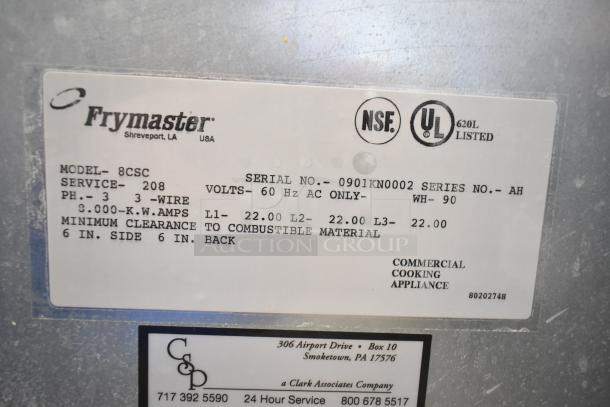 Frymaster
Shreveport, LA USA
NSF.
UL 620L
LISTED
MODEL- 8CSC
SERIAL NO.- 0901KN0002 SERIES NO.- AH
SERVICE- 208 VOLTS- 60 Hz AC ONLY- WH- 90
PH.- 3 3 -WIRE
8.000-K.W.AMPS L1- 22.00 L2- 22.00 L3- 22.00
MINIMUM CLEARANCE TO COMBUSTIBLE MATERIAL
6 IN. SIDE 6 IN. BACK
AUCTION GROUP
COMMERCIAL
COOKING
APPLIANCE
8020274H
CSP
306 Airport Drive • Box 10
Smoketown, PA 17576
a Clark Associates Company
717 392 5590 24 Hour Service 800 678 5517